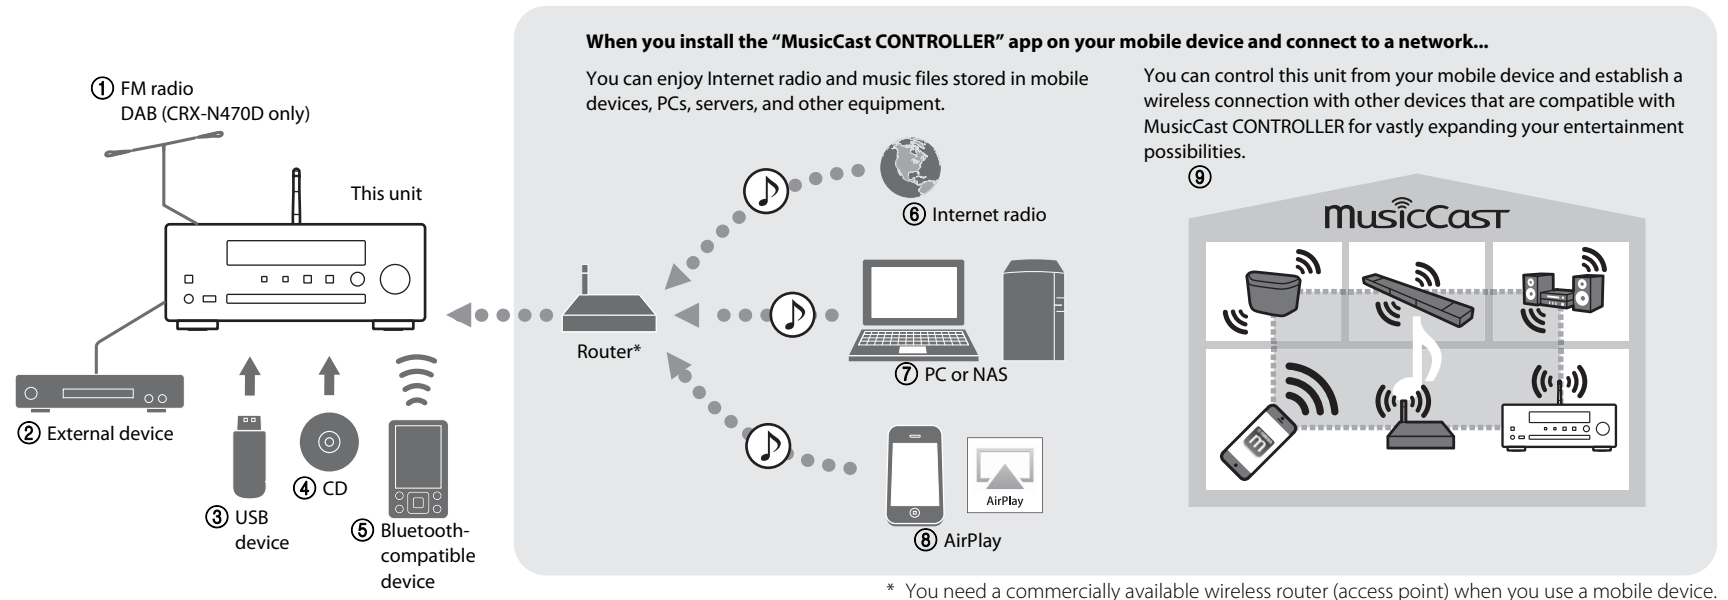 ① FM radio
DAB (CRX-N470D only)
This unit
② External device
③ USB
device
④ CD
⑤ Bluetooth-
compatible
device
When you install the “MusicCast CONTROLLER” app on your mobile device and connect to a network...
You can enjoy Internet radio and music files stored in mobile
devices, PCs, servers, and other equipment.
Router*
⑥ Internet radio
⑦ PC or NAS
AirPlay
⑧ AirPlay
You can control this unit from your mobile device and establish a
wireless connection with other devices that are compatible with
MusicCast CONTROLLER for vastly expanding your entertainment
possibilities.
⑨
MusicCast
m
* You need a commercially available wireless router (access point) when you use a mobile device.